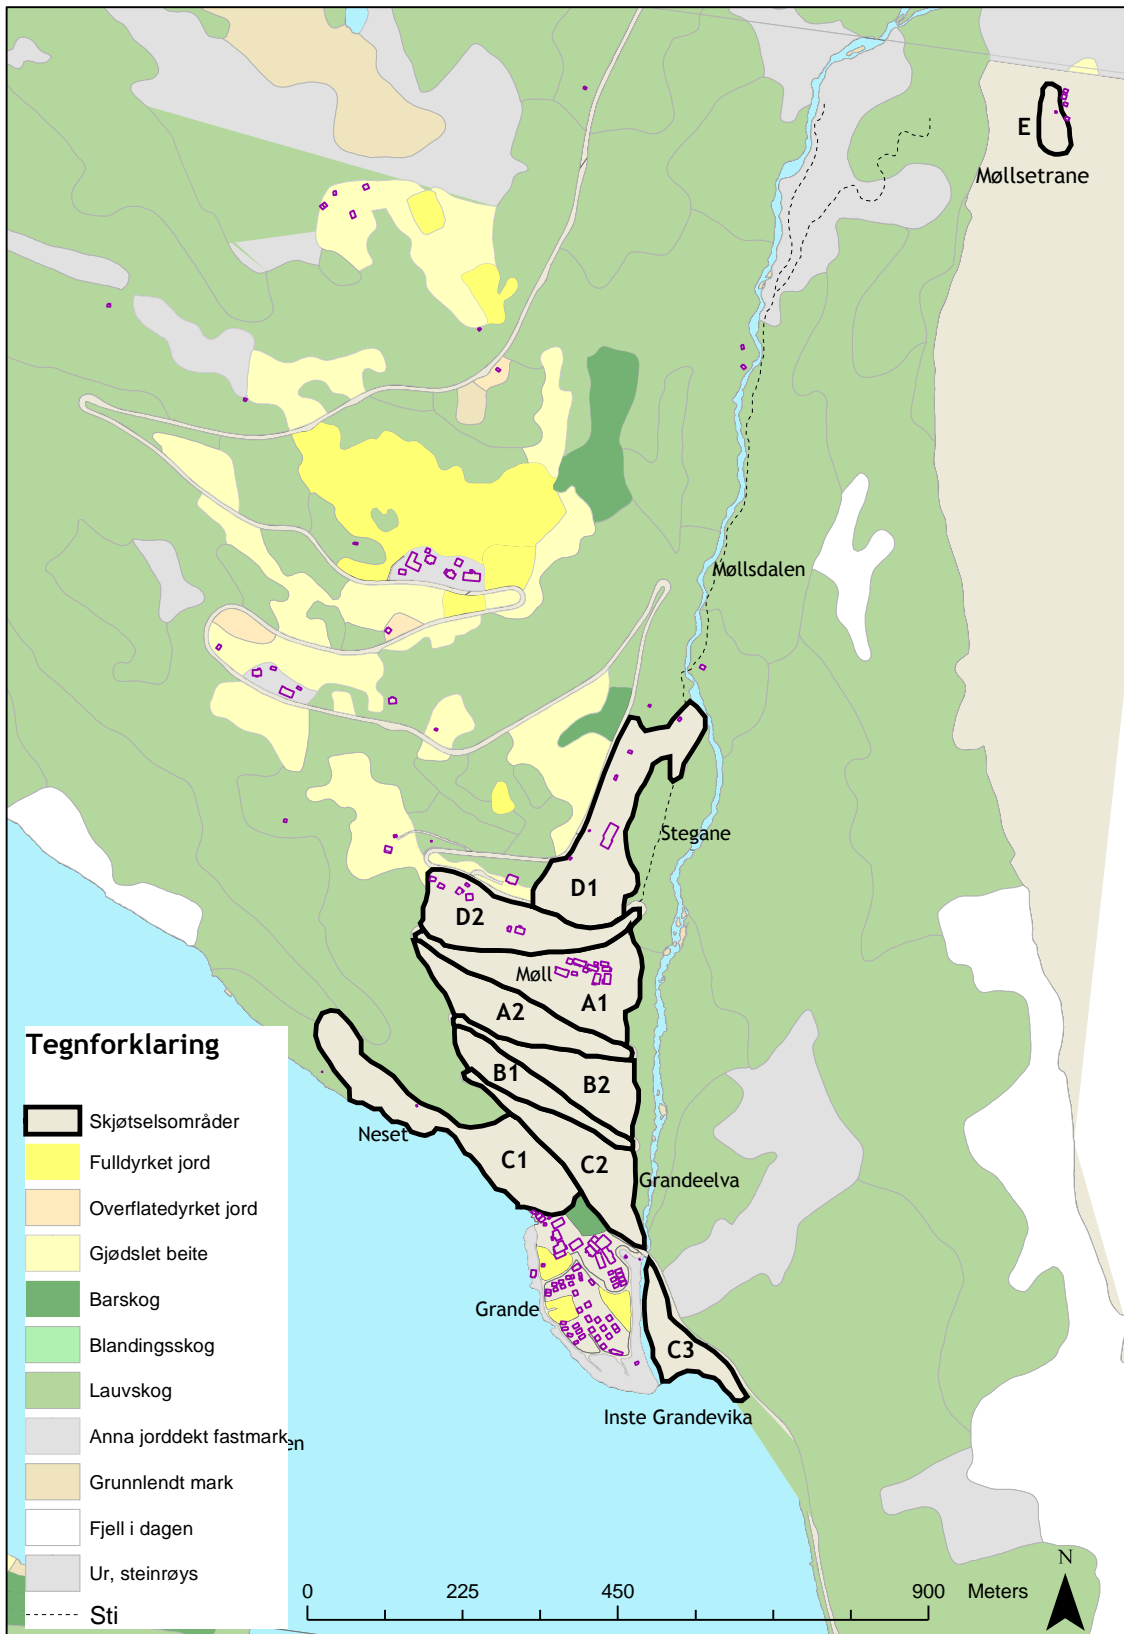 E
Møllsetrane
Møllsdalen
Stegane
D1
D2
Møll
A1
A2
B1
B2
Neset
C1
C2
Grandeelva
Grande
C3
Inste Grandevika
Tegnforklaring
Skjøtselsområder
Fulldyrket jord
Overflatedyrket jord
Gjødslet beite
Barskog
Blandingsskog
Lauvskog
Anna jorddekt fastmark
en
Grunnlendt mark
Fjell i dagen
Ur, steinrøys
Sti
0 225 450 900 Meters
N